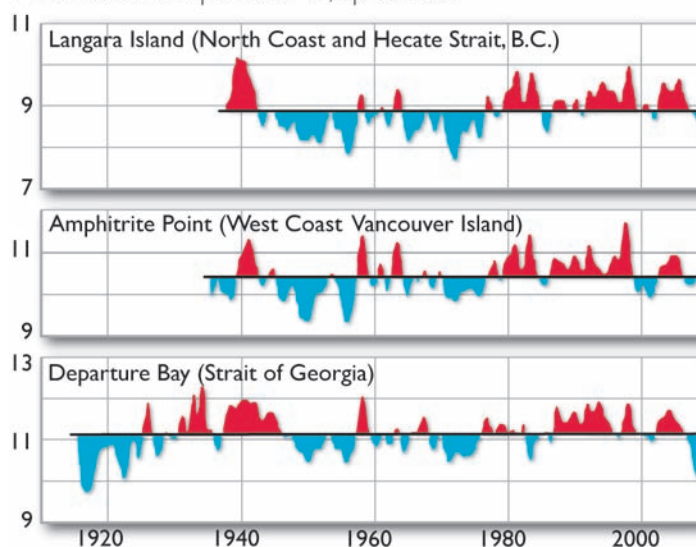 11
Langara Island (North Coast and Hecate Strait, B.C.)
9
7
Amphitrite Point (West Coast Vancouver Island)
11
9
13
Departure Bay (Strait of Georgia)
11
9
1920 1940 1960 1980 2000